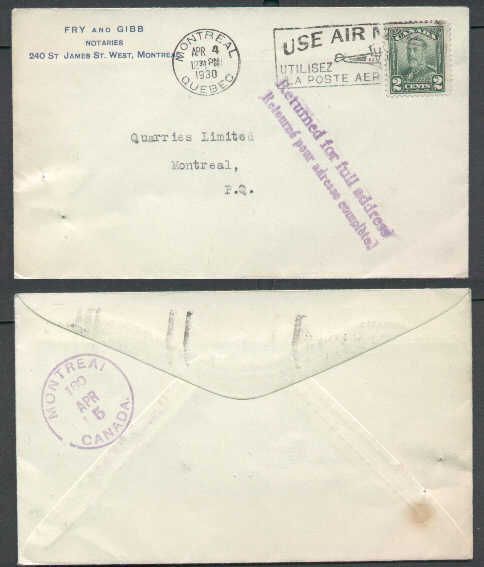 FRY AND GIBB
NOTARIES
240 ST JAMES ST. WEST, MONTREAL
MONTREAL
APR 4
PM
1930
QUEBEC
USE AIR
UTILISEZ
LA POSTE AER
2 CENTS 2
Returned for full address
Retourné pour adresse complète
Quarries Limited
Montreal,
P.Q.
MONTREAL
APR
CANADA.